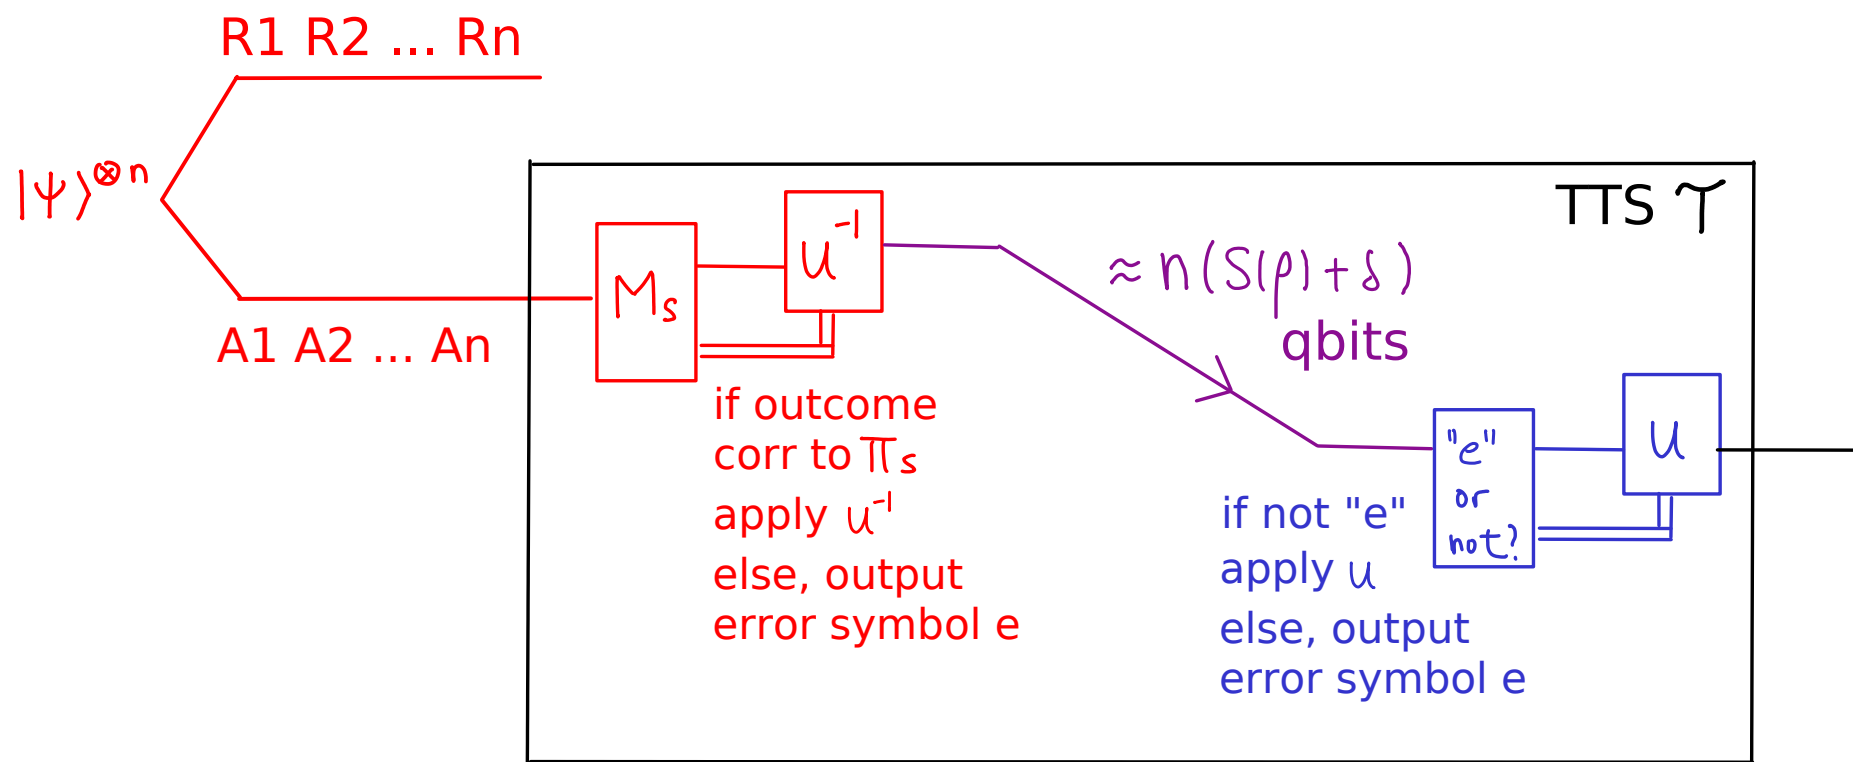 R1 R2 ... Rn
|ψ⟩⊗n
A1 A2 ... An
TTS 𝒯
Ms
U⁻¹
≈ n(S(ρ)+δ)
qbits
if outcome
corr to Πs
apply U⁻¹
else, output
error symbol e
"e"
or
not?
U
if not "e"
apply U
else, output
error symbol e